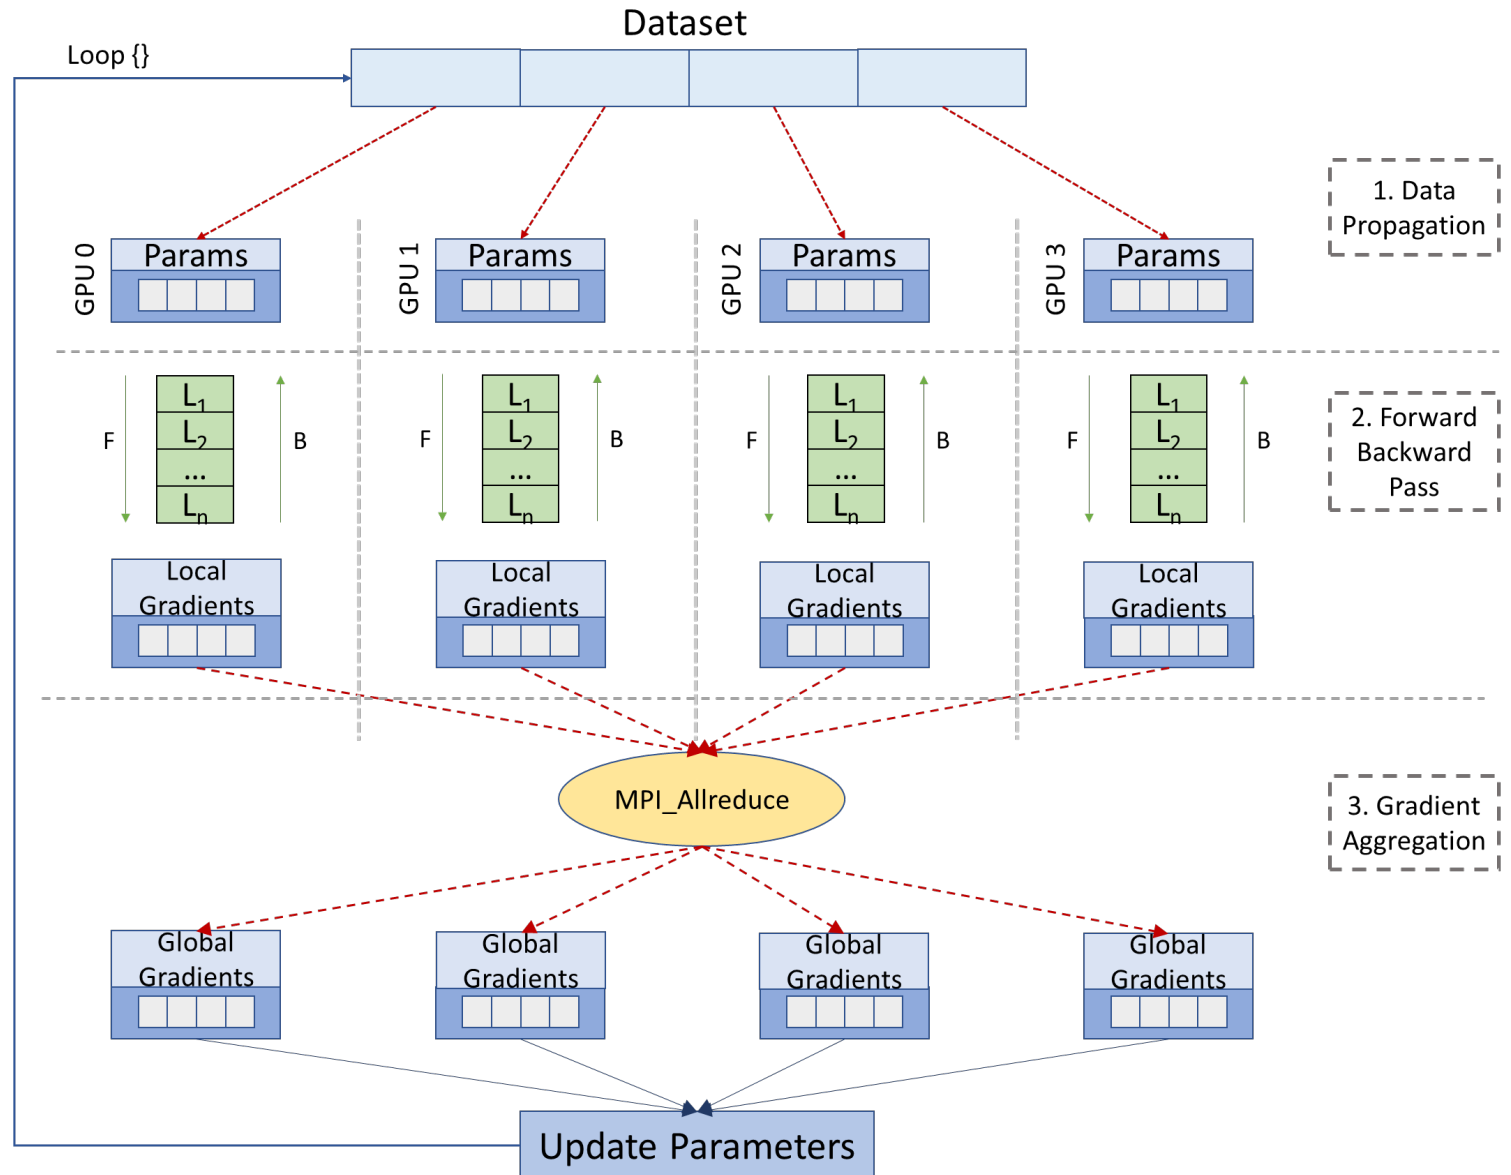 Dataset
Loop {}
1. Data
Propagation
GPU 0
Params
GPU 1
Params
GPU 2
Params
GPU 3
Params
F
L1
L2
...
Ln
B
F
L1
L2
...
Ln
B
F
L1
L2
...
Ln
B
F
L1
L2
...
Ln
B
2. Forward
Backward
Pass
Local
Gradients
Local
Gradients
Local
Gradients
Local
Gradients
MPI_Allreduce
3. Gradient
Aggregation
Global
Gradients
Global
Gradients
Global
Gradients
Global
Gradients
Update Parameters